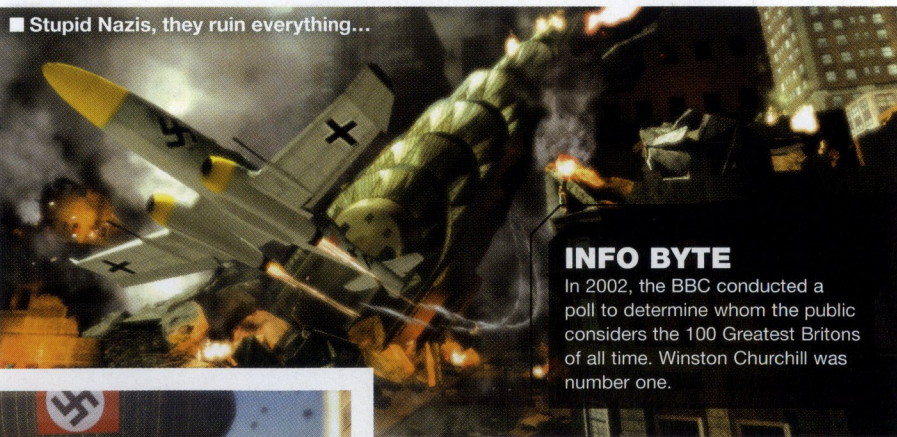 ■ Stupid Nazis, they ruin everything...
INFO BYTE
In 2002, the BBC conducted a
poll to determine whom the public
considers the 100 Greatest Britons
of all time. Winston Churchill was
number one.